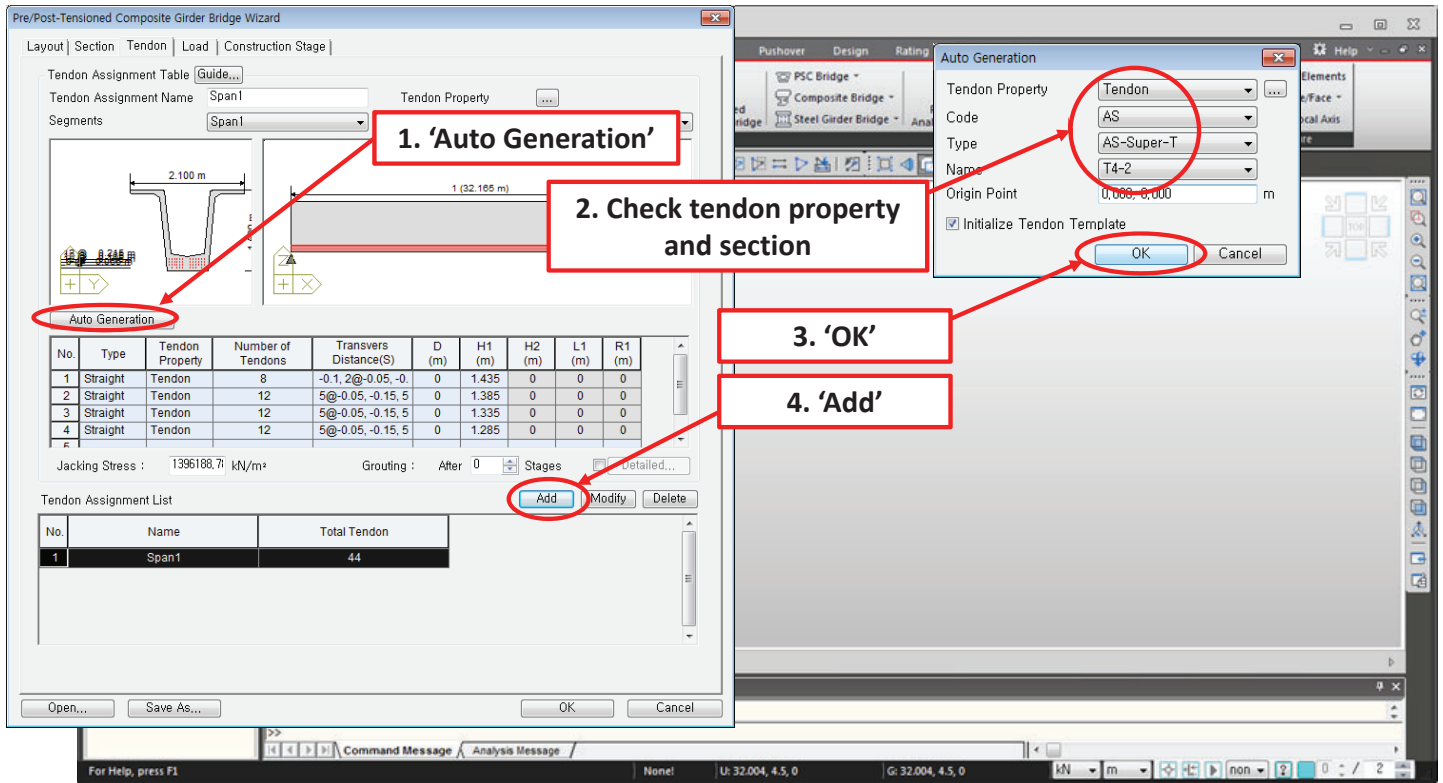 Pre/Post-Tensioned Composite Girder Bridge Wizard
Layout
Section
Tendon
Load
Construction Stage
Tendon Assignment Table
Guide...
Tendon Assignment Name
Span1
Tendon Property
...
Segments
Span1
1. ‘Auto Generation’
2.100 m
1 (32.165 m)
2. Check tendon property
and section
Auto Generation
No. Type Tendon Property Number of Tendons Transvers Distance(S) D (m) H1 (m) H2 (m) L1 (m) R1 (m)
1 Straight Tendon 8 -0.1, 2@-0.05, -0. 0 1.435 0 0 0
2 Straight Tendon 12 5@-0.05, -0.15, 5 0 1.385 0 0 0
3 Straight Tendon 12 5@-0.05, -0.15, 5 0 1.335 0 0 0
4 Straight Tendon 12 5@-0.05, -0.15, 5 0 1.285 0 0 0
Jacking Stress : 1396188,7 kN/m²
Grouting : After 0 Stages
Detailed...
Tendon Assignment List
Add
Modify
Delete
No. Name Total Tendon
1 Span1 44
Open...
Save As...
OK
Cancel
3. ‘OK’
4. ‘Add’
Pushover
Design
Rating
Help
PSC Bridge
Composite Bridge
Steel Girder Bridge
Elements
Auto Generation
Tendon Property
Tendon
...
Code
AS
Type
AS-Super-T
Name
T4-2
Origin Point
m
Initialize Tendon Template
OK
Cancel
TOP
>>
Command Message
Analysis Message
For Help, press F1
None!
U: 32.004, 4.5, 0
G: 32.004, 4.5, 0
kN
m
non
0 : / 2